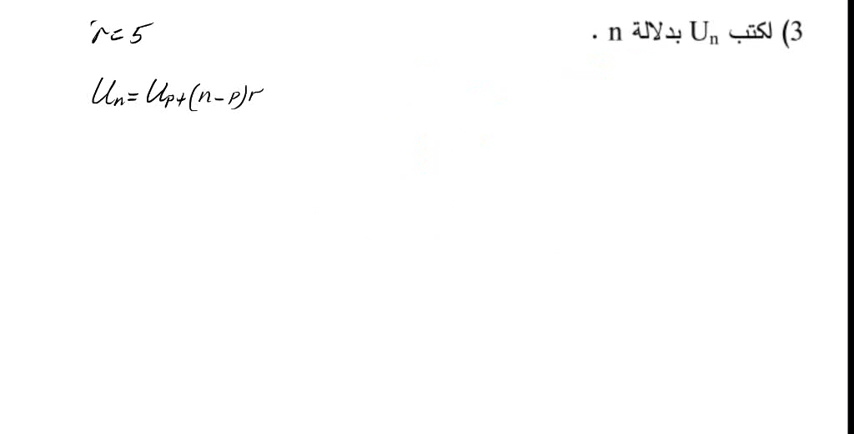 3) لكتب Uₙ بدلالة n .
r = 5
Uₙ = Uₚ + (n - p)r